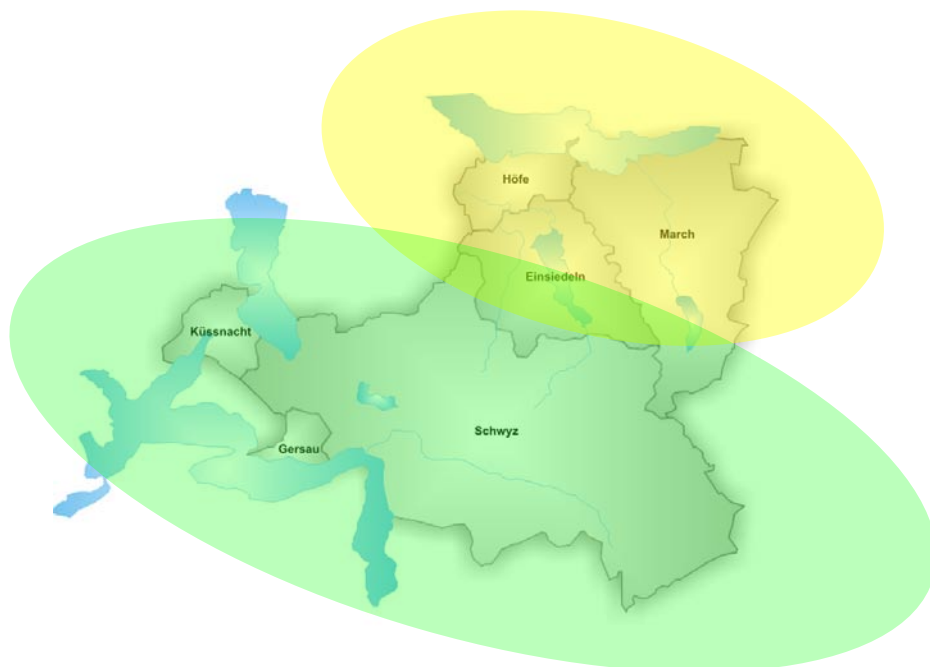 Höfe
March
Einsiedeln
Küssnacht
Schwyz
Gersau